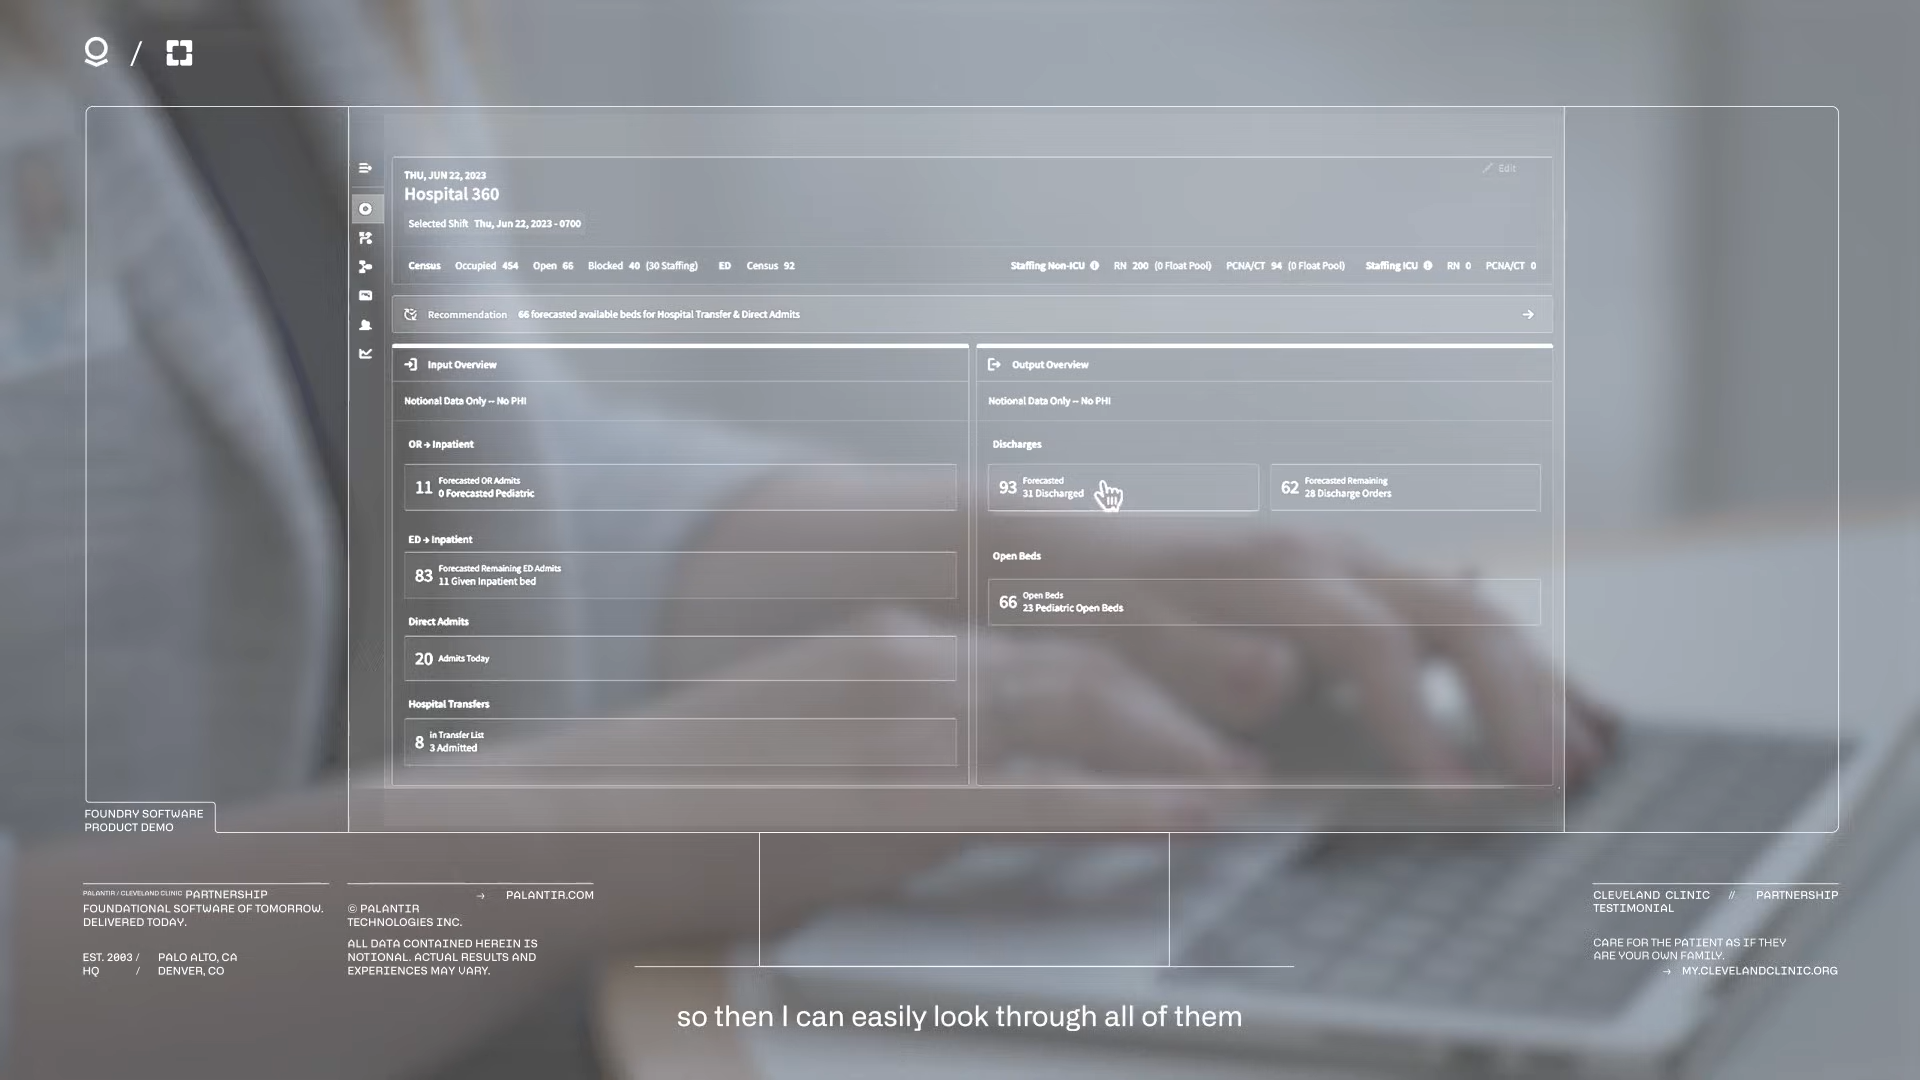 THU, JUN 22, 2023
Edit
Hospital 360
Selected Shift Thu, Jun 22, 2023 - 0700
Census Occupied 454 Open 66 Blocked 40 (30 Staffing) ED Census 92
Staffing Non-ICU RN 200 (0 Float Pool) PCNA/CT 94 (0 Float Pool) Staffing ICU RN 0 PCNA/CT 0
Recommendation 66 forecasted available beds for Hospital Transfer & Direct Admits
Input Overview
Notional Data Only -- No PHI
OR → Inpatient
11 Forecasted OR Admits
0 Forecasted Pediatric
ED → Inpatient
83 Forecasted Remaining ED Admits
11 Given Inpatient bed
Direct Admits
20 Admits Today
Hospital Transfers
8 in Transfer List
3 Admitted
Output Overview
Notional Data Only -- No PHI
Discharges
93 Forecasted
31 Discharged
62 Forecasted Remaining
28 Discharge Orders
Open Beds
66 Open Beds
23 Pediatric Open Beds
FOUNDRY SOFTWARE
PRODUCT DEMO
PALANTIR / CLEVELAND CLINIC PARTNERSHIP
FOUNDATIONAL SOFTWARE OF TOMORROW.
DELIVERED TODAY.
EST. 2003 / PALO ALTO, CA
HQ / DENVER, CO
→ PALANTIR.COM
© PALANTIR
TECHNOLOGIES INC.
ALL DATA CONTAINED HEREIN IS
NOTIONAL. ACTUAL RESULTS AND
EXPERIENCES MAY VARY.
CLEVELAND CLINIC // PARTNERSHIP
TESTIMONIAL
CARE FOR THE PATIENT AS IF THEY
ARE YOUR OWN FAMILY.
→ MY.CLEVELANDCLINIC.ORG
so then I can easily look through all of them